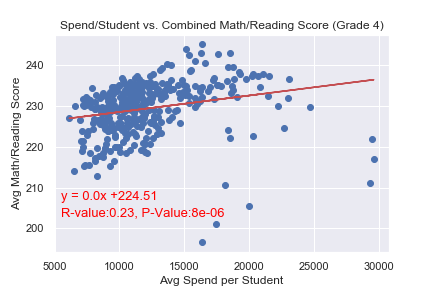 Spend/Student vs. Combined Math/Reading Score (Grade 4)
Avg Math/Reading Score
240
230
220
210
200
y = 0.0x +224.51
R-value:0.23, P-Value:8e-06
5000 10000 15000 20000 25000 30000
Avg Spend per Student